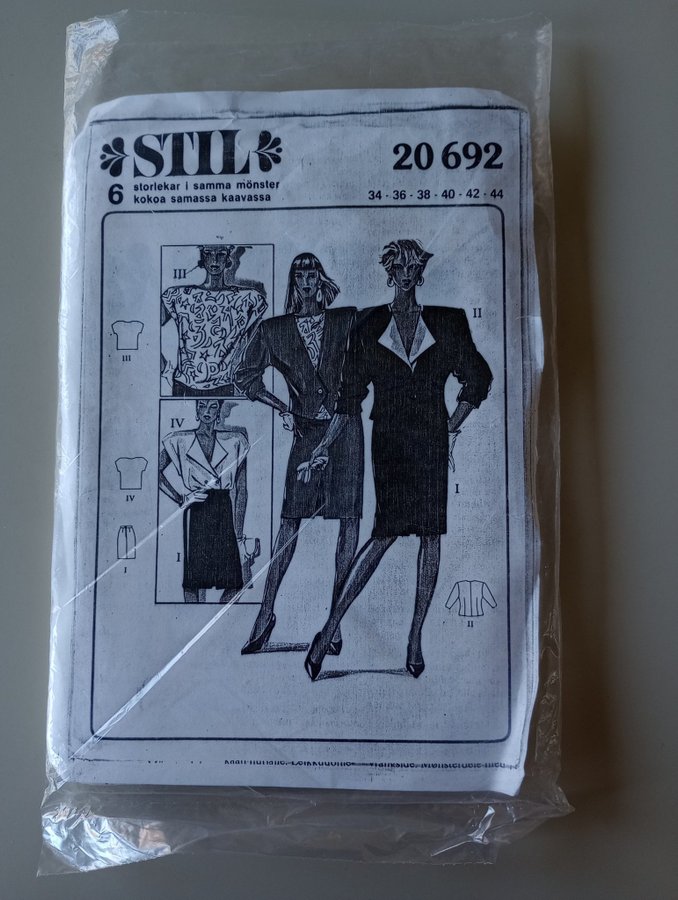 STIL
20 692
6 storlekar i samma mönster
kokoa samassa kaavassa
34 - 36 - 38 - 40 - 42 - 44
III
II
III
IV
IV
I
I
I
II